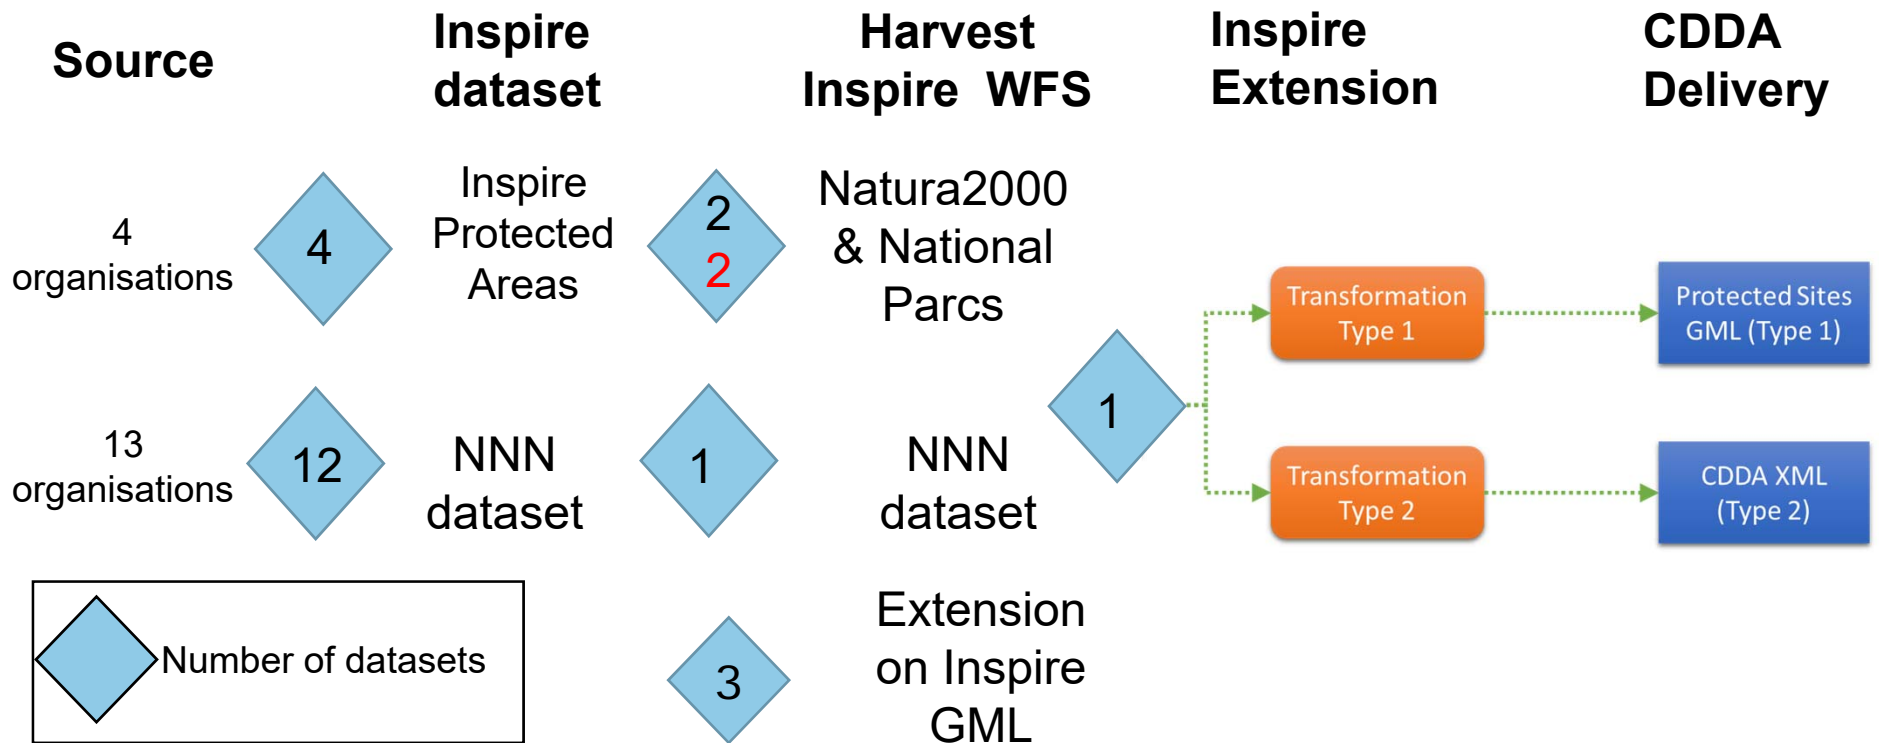 Source
Inspire
dataset
Harvest
Inspire WFS
Inspire
Extension
CDDA
Delivery
4
organisations
4
Inspire
Protected
Areas
2
2
Natura2000
& National
Parcs
Transformation
Type 1
Protected Sites
GML (Type 1)
13
organisations
12
NNN
dataset
1
NNN
dataset
1
Transformation
Type 2
CDDA XML
(Type 2)
Number of datasets
3
Extension
on Inspire
GML